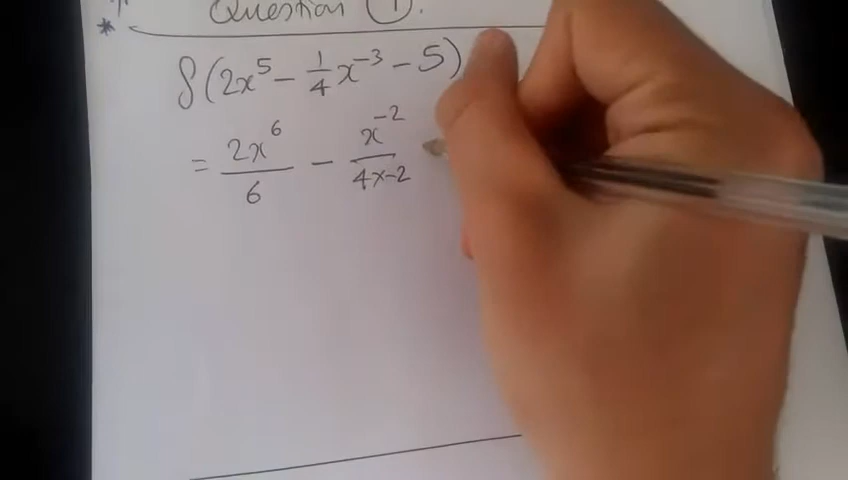 * Question 1.
∫(2x⁵ - 1/4 x⁻³ - 5)
= 2x⁶/6 - x⁻²/4x-2